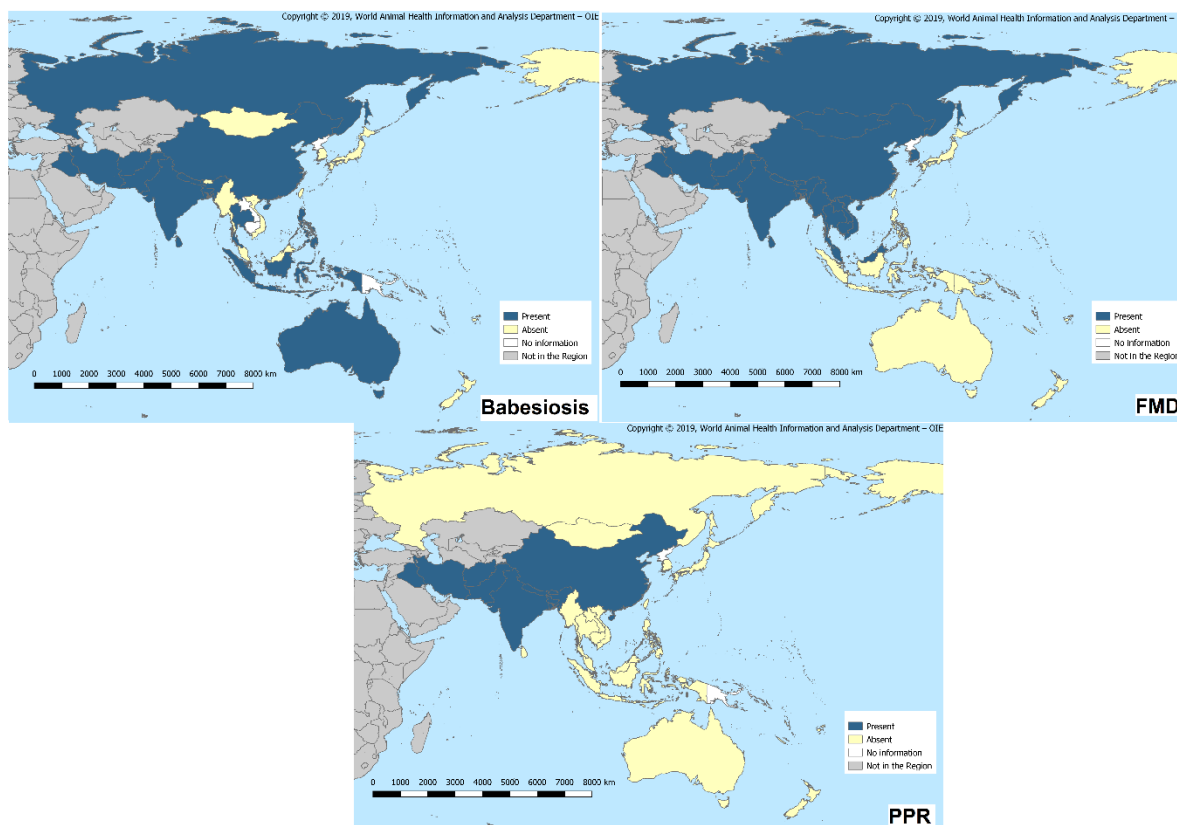 Copyright © 2019, World Animal Health Information and Analysis Department – OIE
Present
Absent
No information
Not in the Region
0 1000 2000 3000 4000 5000 6000 7000 8000 km
Babesiosis
Copyright © 2019, World Animal Health Information and Analysis Department –
Present
Absent
No information
Not in the Region
0 1000 2000 3000 4000 5000 6000 7000 8000 km
FMD
Copyright © 2019, World Animal Health Information and Analysis Department – OIE
Present
Absent
No information
Not in the Region
0 1000 2000 3000 4000 5000 6000 7000 8000 km
PPR